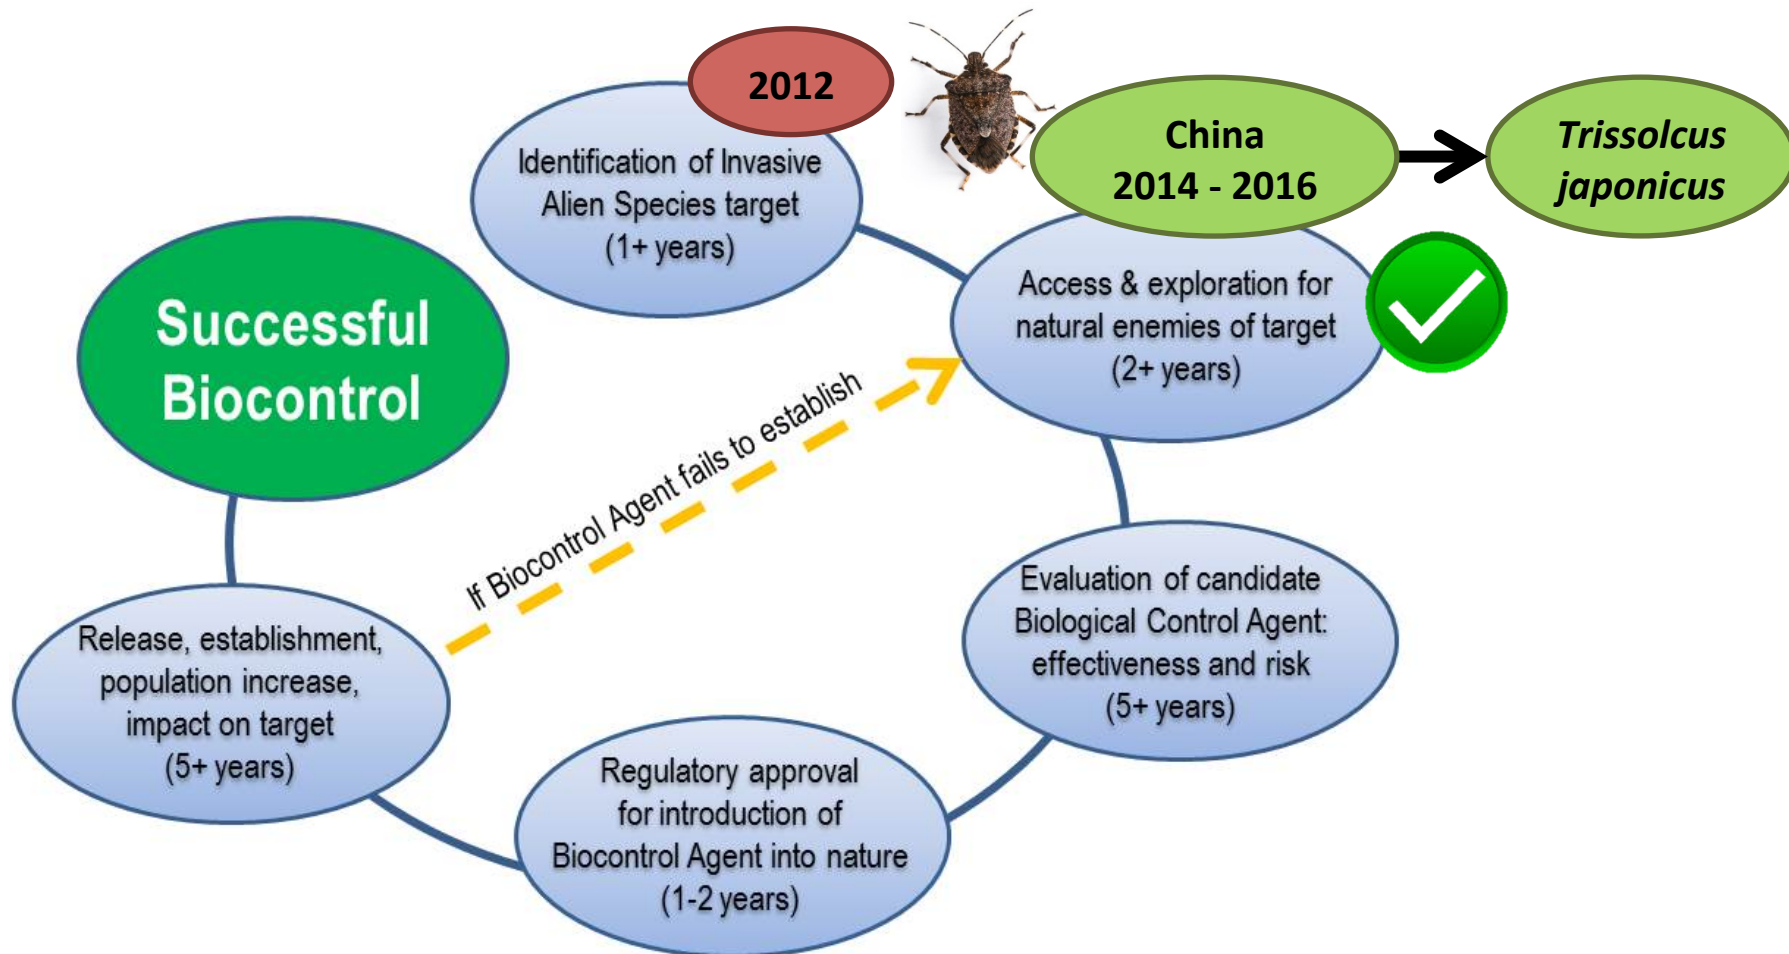 2012
Identification of Invasive
Alien Species target
(1+ years)
China
2014 - 2016
Trissolcus
japonicus
Access & exploration for
natural enemies of target
(2+ years)
Evaluation of candidate
Biological Control Agent:
effectiveness and risk
(5+ years)
Regulatory approval
for introduction of
Biocontrol Agent into nature
(1-2 years)
Release, establishment,
population increase,
impact on target
(5+ years)
If Biocontrol Agent fails to establish
Successful
Biocontrol